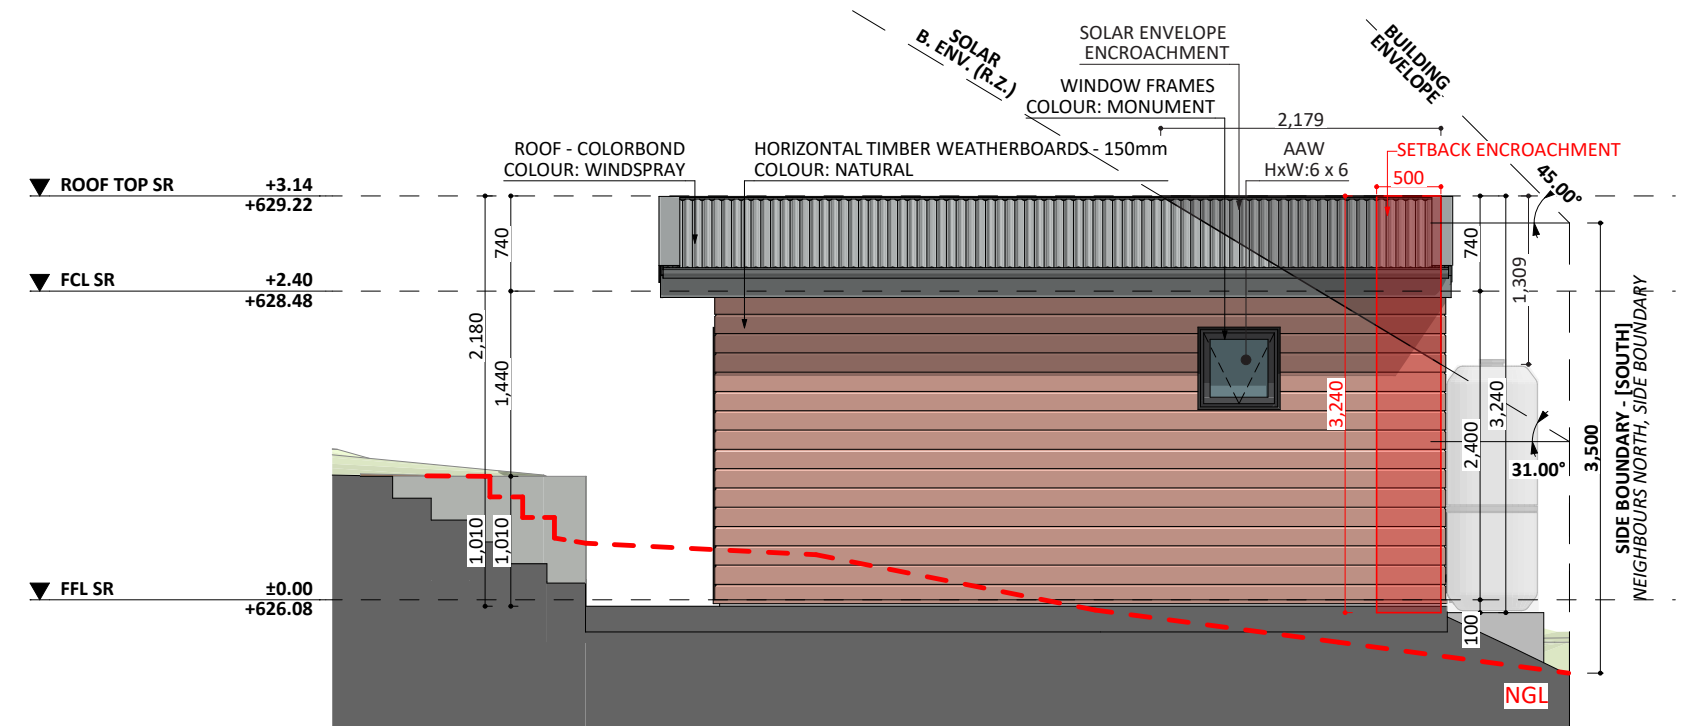 SOLAR
B. ENV. (R.Z.)
SOLAR ENVELOPE
ENCROACHMENT
BUILDING
ENVELOPE
WINDOW FRAMES
COLOUR: MONUMENT
2,179
ROOF - COLORBOND
COLOUR: WINDSPRAY
HORIZONTAL TIMBER WEATHERBOARDS - 150mm
COLOUR: NATURAL
AAW
HxW:6 x 6
SETBACK ENCROACHMENT
500
45.00°
ROOF TOP SR
+3.14
+629.22
740
740
1,309
FCL SR
+2.40
+628.48
2,180
1,440
3,240
2,400
3,240
31.00°
3,500
SIDE BOUNDARY - [SOUTH]
NEIGHBOURS NORTH, SIDE BOUNDARY
1,010
1,010
FFL SR
±0.00
+626.08
100
NGL